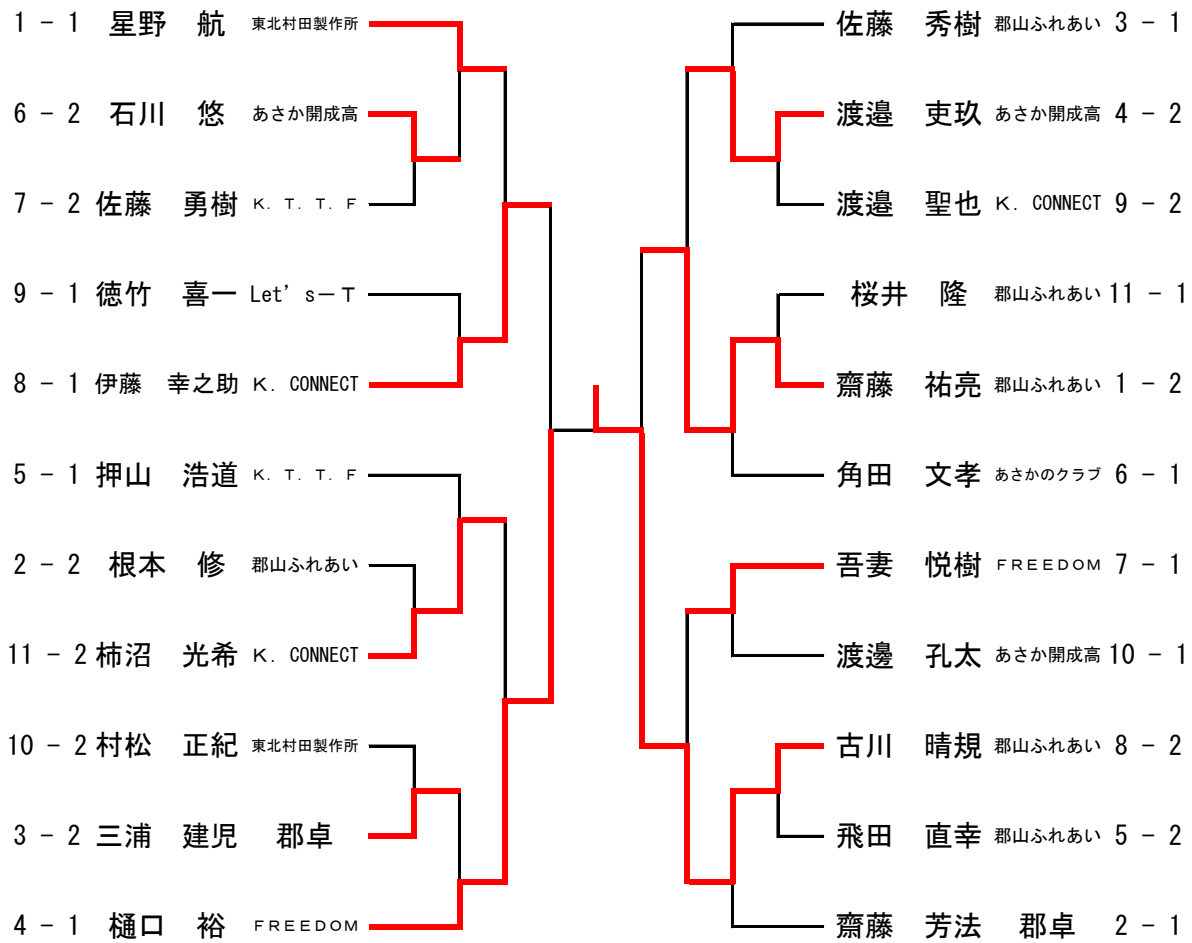 1 － 1 星野 航 東北村田製作所
6 － 2 石川 悠 あさか開成高
7 － 2 佐藤 勇樹 K．T．T．F
9 － 1 徳竹 喜一 Let’s－T
8 － 1 伊藤 幸之助 K．CONNECT
5 － 1 押山 浩道 K．T．T．F
2 － 2 根本 修 郡山ふれあい
11 － 2 柿沼 光希 K．CONNECT
10 － 2 村松 正紀 東北村田製作所
3 － 2 三浦 建児 郡卓
4 － 1 樋口 裕 FREEDOM
佐藤 秀樹 郡山ふれあい 3 － 1
渡邉 吏玖 あさか開成高 4 － 2
渡邉 聖也 K．CONNECT 9 － 2
桜井 隆 郡山ふれあい 11 － 1
齋藤 祐亮 郡山ふれあい 1 － 2
角田 文孝 あさかのクラブ 6 － 1
吾妻 悦樹 FREEDOM 7 － 1
渡邊 孔太 あさか開成高 10 － 1
古川 晴規 郡山ふれあい 8 － 2
飛田 直幸 郡山ふれあい 5 － 2
齋藤 芳法 郡卓 2 － 1